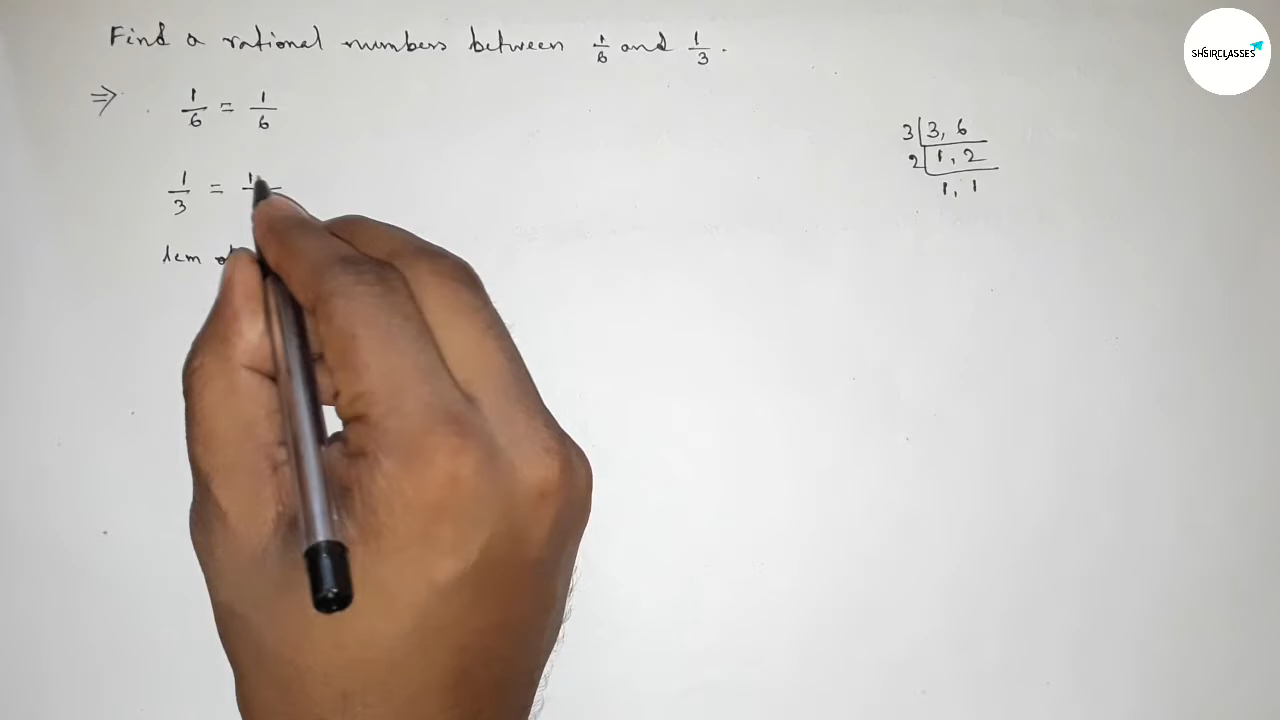 Find a rational numbers between 1/6 and 1/3.
⇒ 1/6 = 1/6
1/3 = 1
lcm
3 | 3, 6
2 | 1, 2
1, 1
SHSIRCLASSES